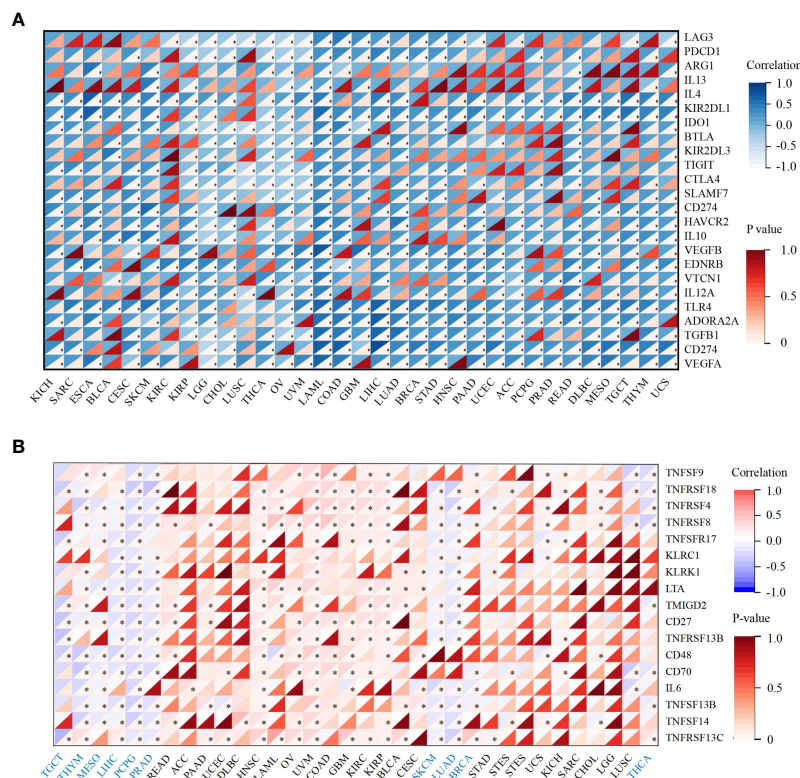 A
LAG3
PDCD1
ARG1
IL13
IL4
KIR2DL1
IDO1
BTLA
KIR2DL3
TIGIT
CTLA4
SLAMF7
CD274
HAVCR2
IL10
VEGFB
EDNRB
VTCN1
IL12A
TLR4
ADORA2A
TGFB1
CD274
VEGFA
Correlation
1.0
0.5
0.0
-0.5
-1.0
P value
1.0
0.5
0
KICH
SARC
ESCA
BLCA
CESC
SKCM
KIRC
KIRP
LGG
CHOL
LUSC
THCA
OV
UVM
LAML
COAD
GBM
LIHC
LUAD
BRCA
STAD
HNSC
PAAD
UCEC
ACC
PCPG
PRAD
READ
DLBC
MESO
TGCT
THYM
UCS
B
TNFSF9
TNFRSF18
TNFRSF4
TNFRSF8
TNFSFR17
KLRC1
KLRK1
LTA
TMIGD2
CD27
TNFRSF13B
CD48
CD70
IL6
TNFSF13B
TNFSF14
TNFRSF13C
Correlation
1.0
0.5
0.0
-0.5
-1.0
P-value
1.0
0.5
0
TGCT
THYM
MESO
LIHC
PCPG
PRAD
READ
ACC
PAAD
UCEC
DLBC
HNSC
LAML
OV
UVM
COAD
GBM
KIRC
KIRP
BLCA
CESC
SKCM
LUAD
BRCA
STAD
STES
STES
UCS
KICH
SARC
CHOL
LGG
LUSC
THCA